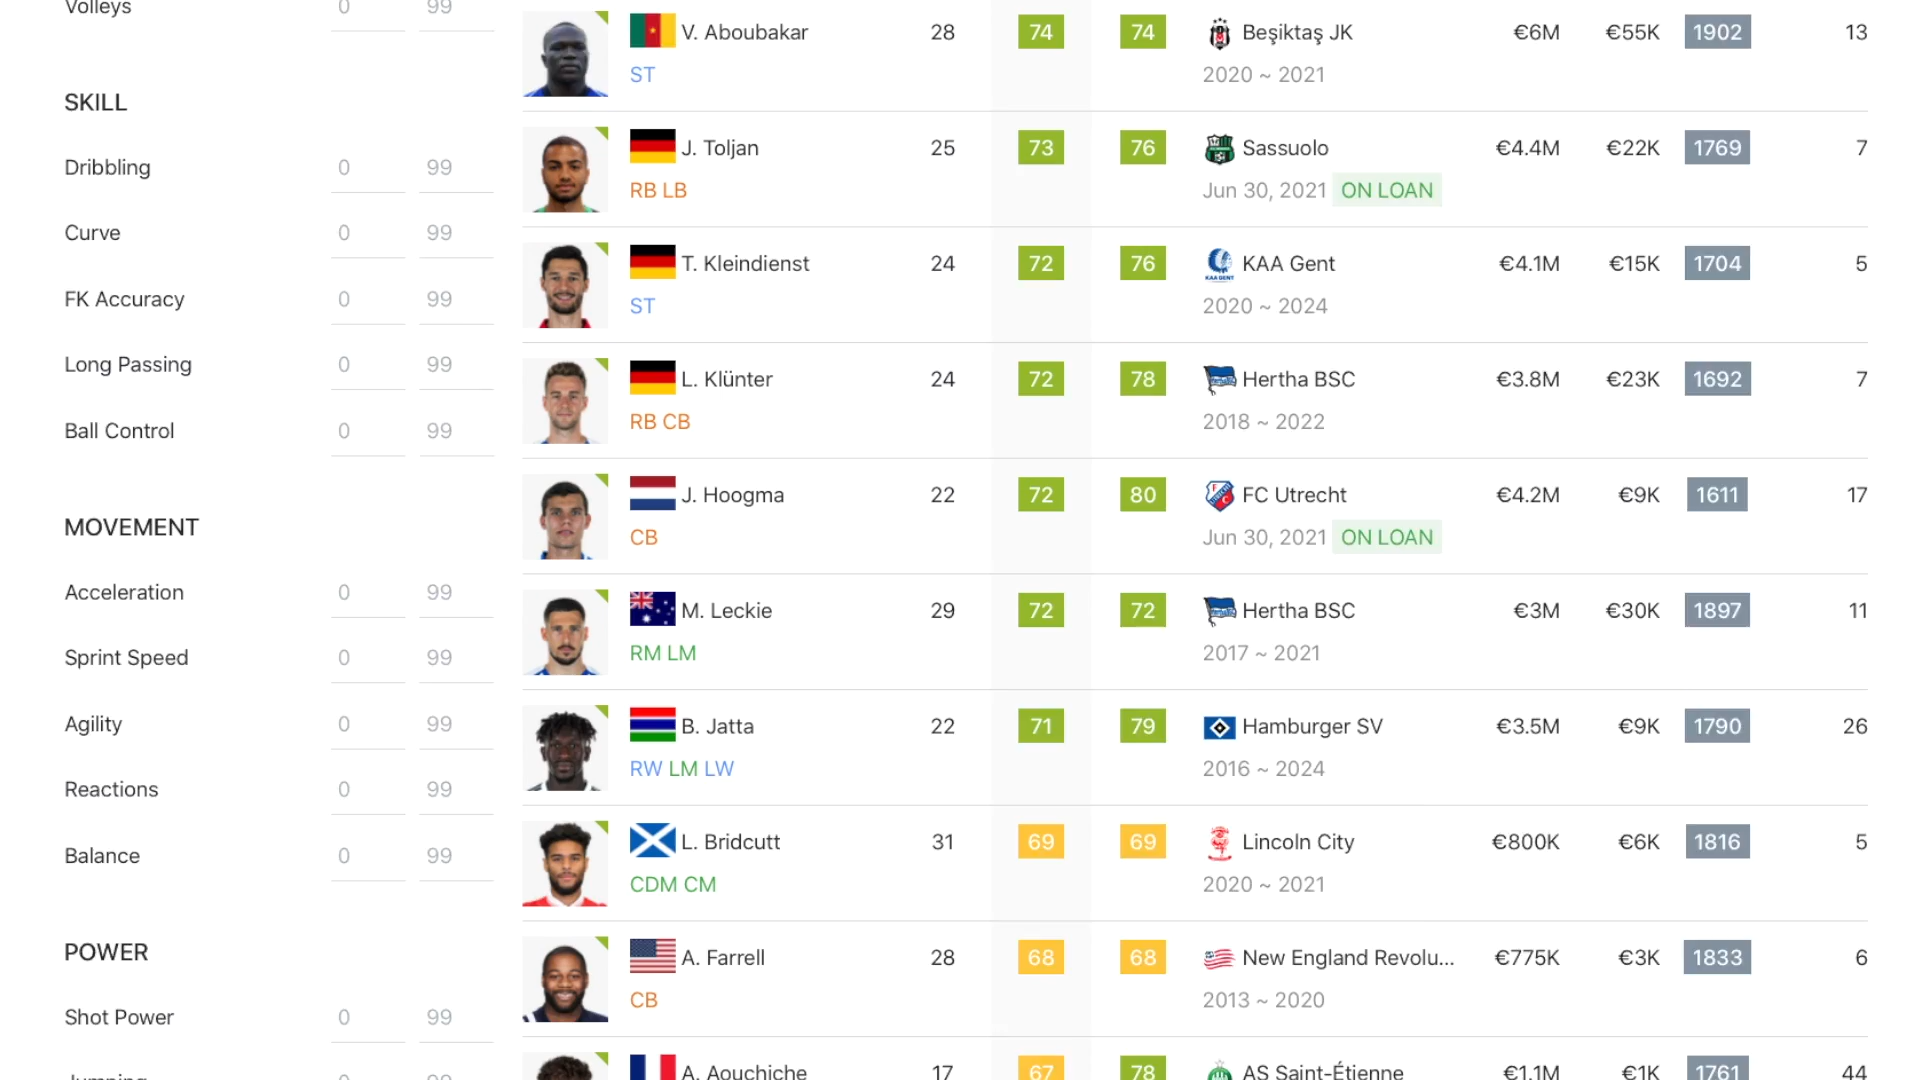 Volleys 0 99
SKILL
Dribbling 0 99
Curve 0 99
FK Accuracy 0 99
Long Passing 0 99
Ball Control 0 99
MOVEMENT
Acceleration 0 99
Sprint Speed 0 99
Agility 0 99
Reactions 0 99
Balance 0 99
POWER
Shot Power 0 99
Jumping 0 99
V. Aboubakar 28 74 74 Beşiktaş JK €6M €55K 1902 13
ST 2020 ~ 2021
J. Toljan 25 73 76 Sassuolo €4.4M €22K 1769 7
RB LB Jun 30, 2021 ON LOAN
T. Kleindienst 24 72 76 KAA Gent €4.1M €15K 1704 5
ST 2020 ~ 2024
L. Klünter 24 72 78 Hertha BSC €3.8M €23K 1692 7
RB CB 2018 ~ 2022
J. Hoogma 22 72 80 FC Utrecht €4.2M €9K 1611 17
CB Jun 30, 2021 ON LOAN
M. Leckie 29 72 72 Hertha BSC €3M €30K 1897 11
RM LM 2017 ~ 2021
B. Jatta 22 71 79 Hamburger SV €3.5M €9K 1790 26
RW LM LW 2016 ~ 2024
L. Bridcutt 31 69 69 Lincoln City €800K €6K 1816 5
CDM CM 2020 ~ 2021
A. Farrell 28 68 68 New England Revolu... €775K €3K 1833 6
CB 2013 ~ 2020
A. Aouchiche 17 67 78 AS Saint-Étienne €1.1M €1K 1761 44